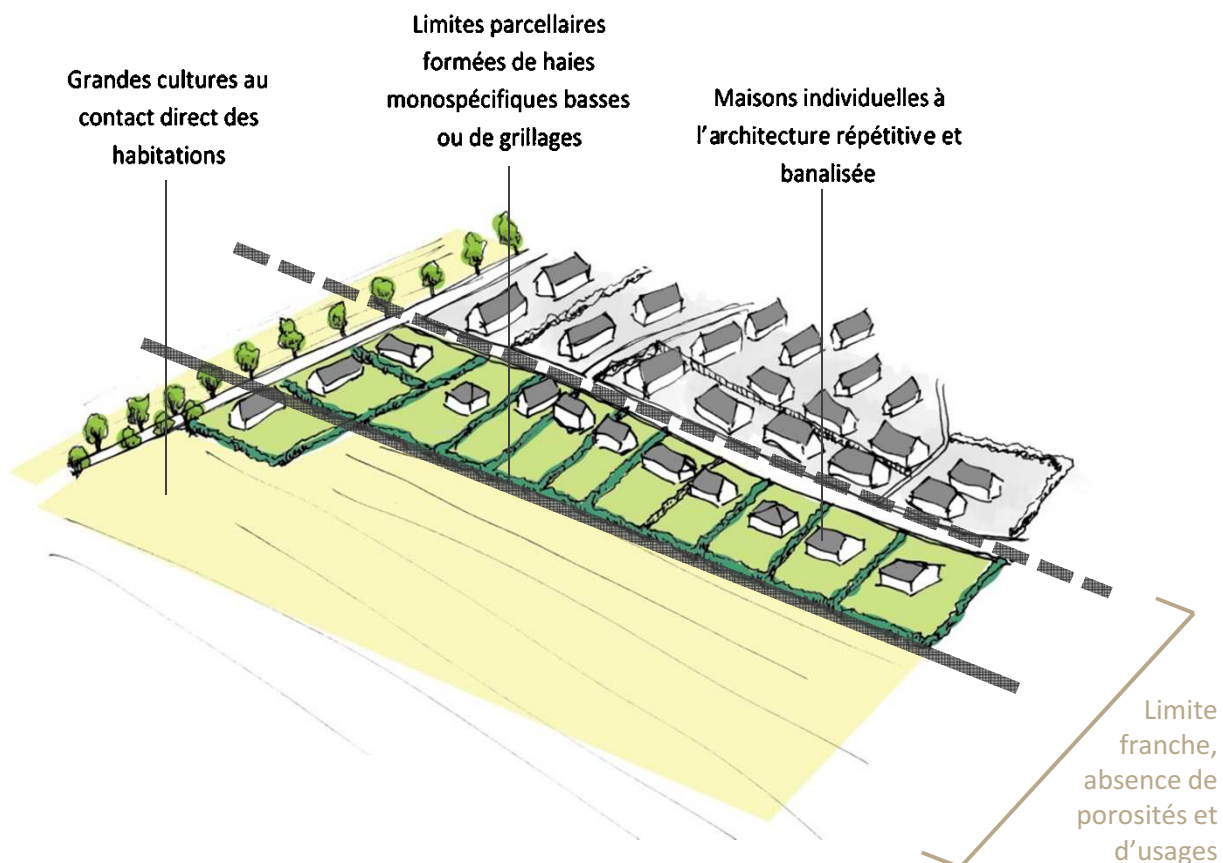 Grandes cultures au
contact direct des
habitations
Limites parcellaires
formées de haies
monospécifiques basses
ou de grillages
Maisons individuelles à
l'architecture répétitive et
banalisée
Limite
franche,
absence de
porosités et
d'usages